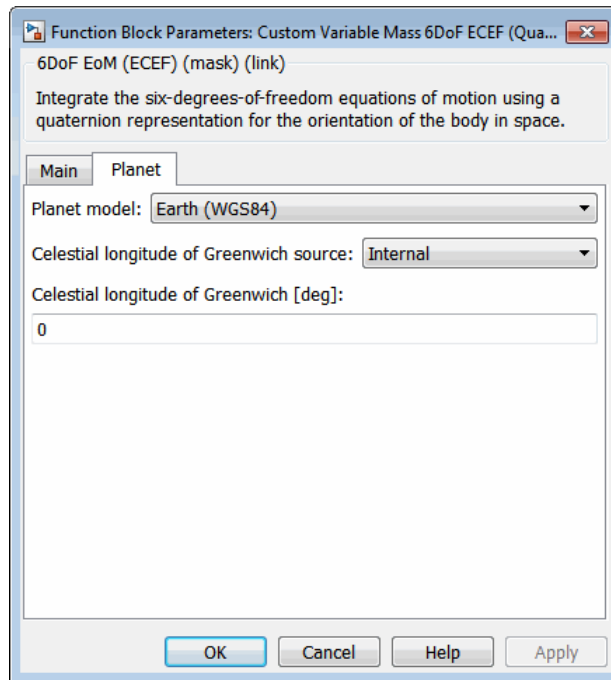 Function Block Parameters: Custom Variable Mass 6DoF ECEF (Qua...
6DoF EoM (ECEF) (mask) (link)
Integrate the six-degrees-of-freedom equations of motion using a
quaternion representation for the orientation of the body in space.
Main Planet
Planet model: Earth (WGS84)
Celestial longitude of Greenwich source: Internal
Celestial longitude of Greenwich [deg]:
0
OK Cancel Help Apply